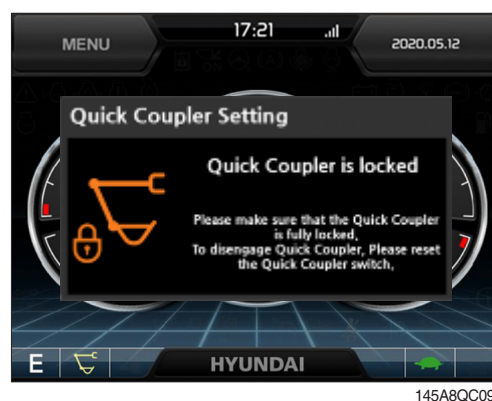 MENU
17:21
2020.05.12
Quick Coupler Setting
Quick Coupler is locked
Please make sure that the Quick Coupler
is fully locked,
To disengage Quick Coupler, Please reset
the Quick Coupler switch,
E
HYUNDAI
145A8QC09